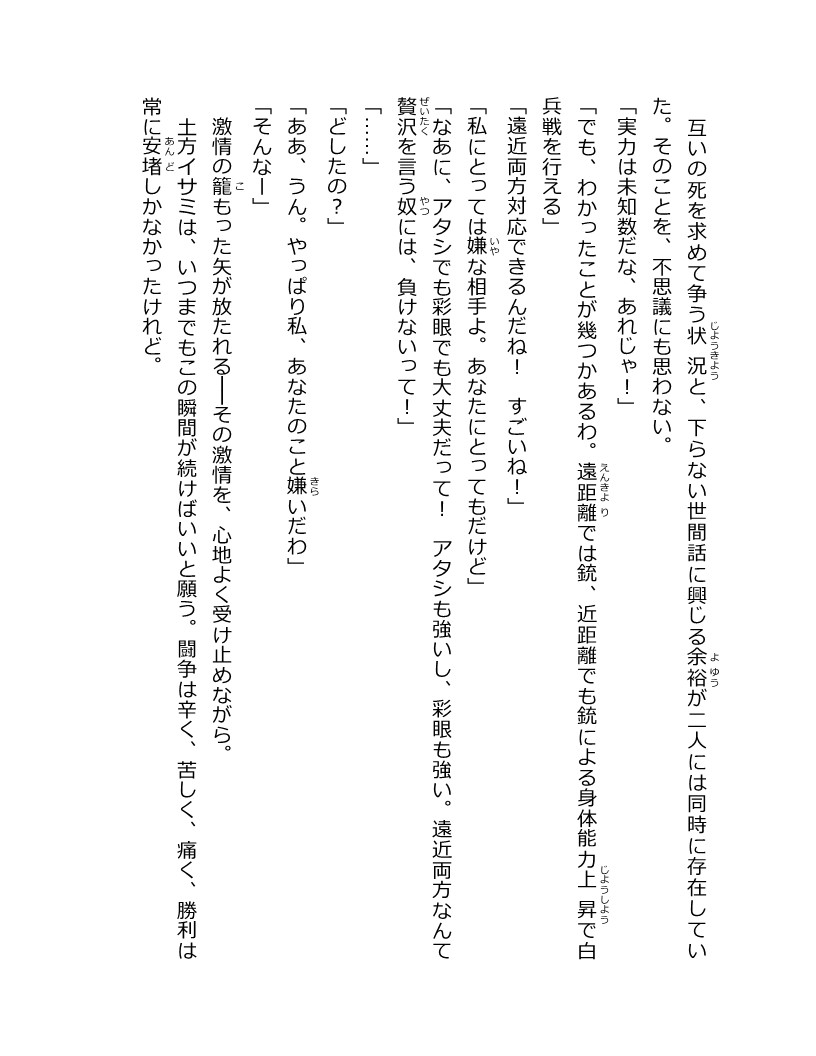 互いの死を求めて争う状況と、下らない世間話に興じる余裕が二人には同時に存在してい
た。そのことを、不思議にも思わない。
「実力は未知数だな、あれじゃ！」
「でも、わかったことが幾つかあるわ。遠距離では銃、近距離でも銃による身体能力上昇で白
兵戦を行える」
「遠近両方対応できるんだね！　すごいね！」
「私にとっては嫌な相手よ。あなたにとってもだけど」
「なあに、アタシでも彩眼でも大丈夫だって！　アタシも強いし、彩眼も強い。遠近両方なんて
贅沢を言う奴には、負けないって！」
「……」
「どしたの？」
「ああ、うん。やっぱり私、あなたのこと嫌いだわ」
「そんなー」
激情の籠もった矢が放たれる──その激情を、心地よく受け止めながら。
土方イサミは、いつまでもこの瞬間が続けばいいと願う。闘争は辛く、苦しく、痛く、勝利は
常に安堵しかなかったけれど。